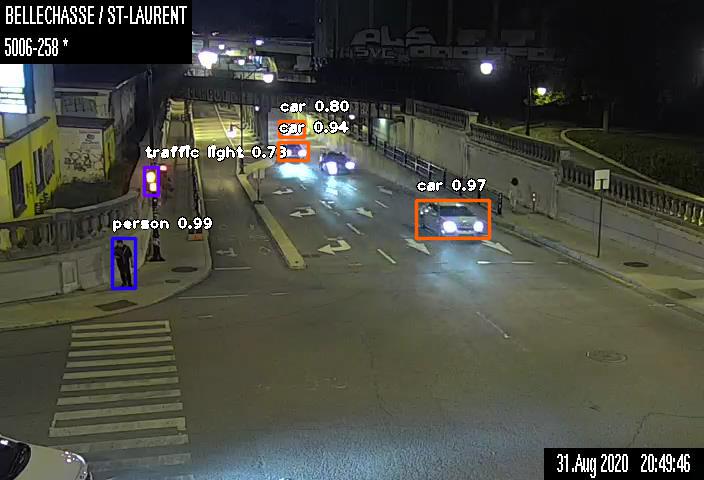 BELLECHASSE / ST-LAURENT
5006-258 *
car 0.80
car 0.94
traffic light 0.73
car 0.97
person 0.99
31.Aug 2020 20:49:46